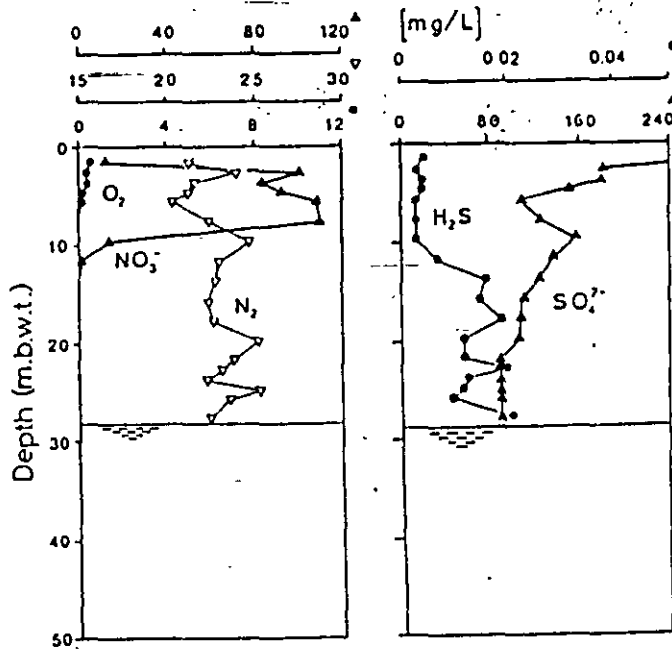 0 40 80 120
[mg/L]
15 20 25 30
0 0.02 0.04
0 4 8 12
0 80 160 240
0
O₂
NO₃⁻
N₂
H₂S
SO₄²⁻
10
20
30
40
50
Depth (m.b.w.t.)